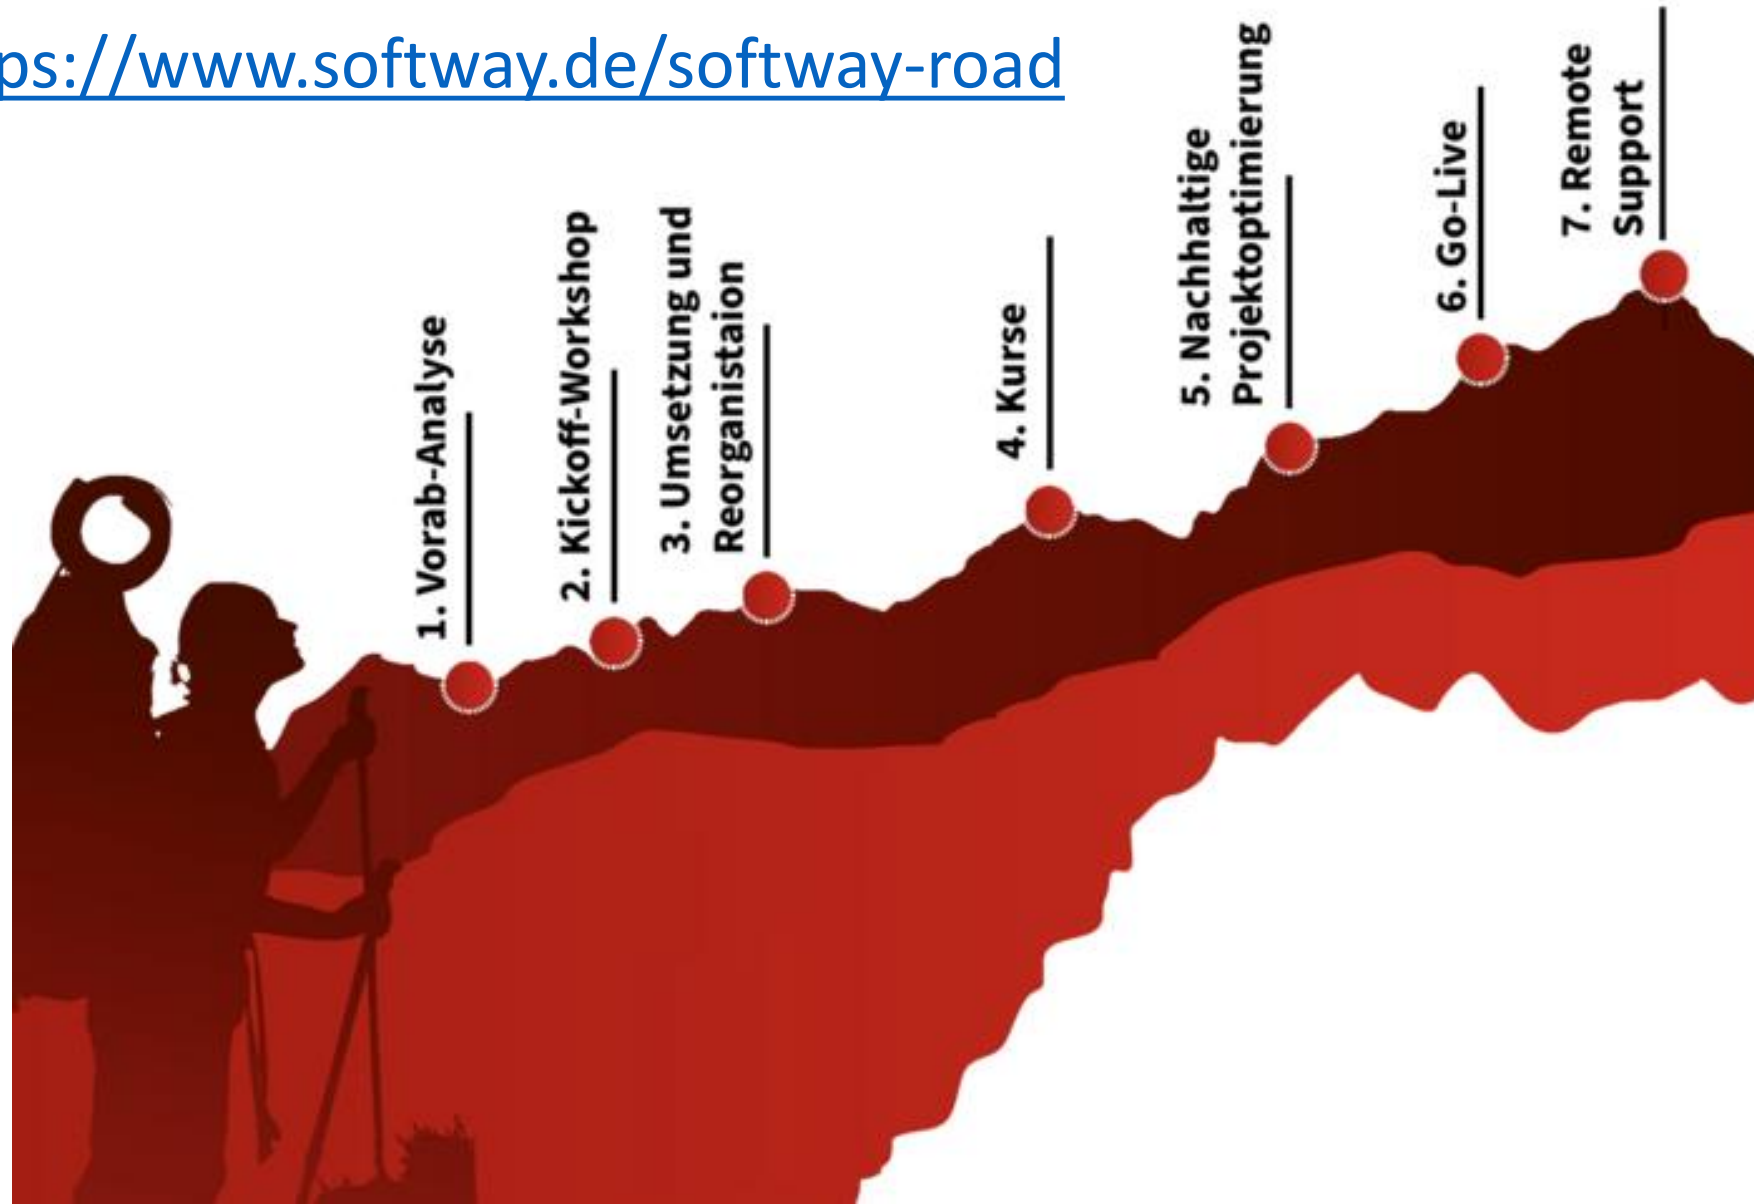 ps://www.softway.de/softway-road
1. Vorab-Analyse
2. Kickoff-Workshop
3. Umsetzung und
Reorganistaion
4. Kurse
5. Nachhaltige
Projektoptimierung
6. Go-Live
7. Remote
Support